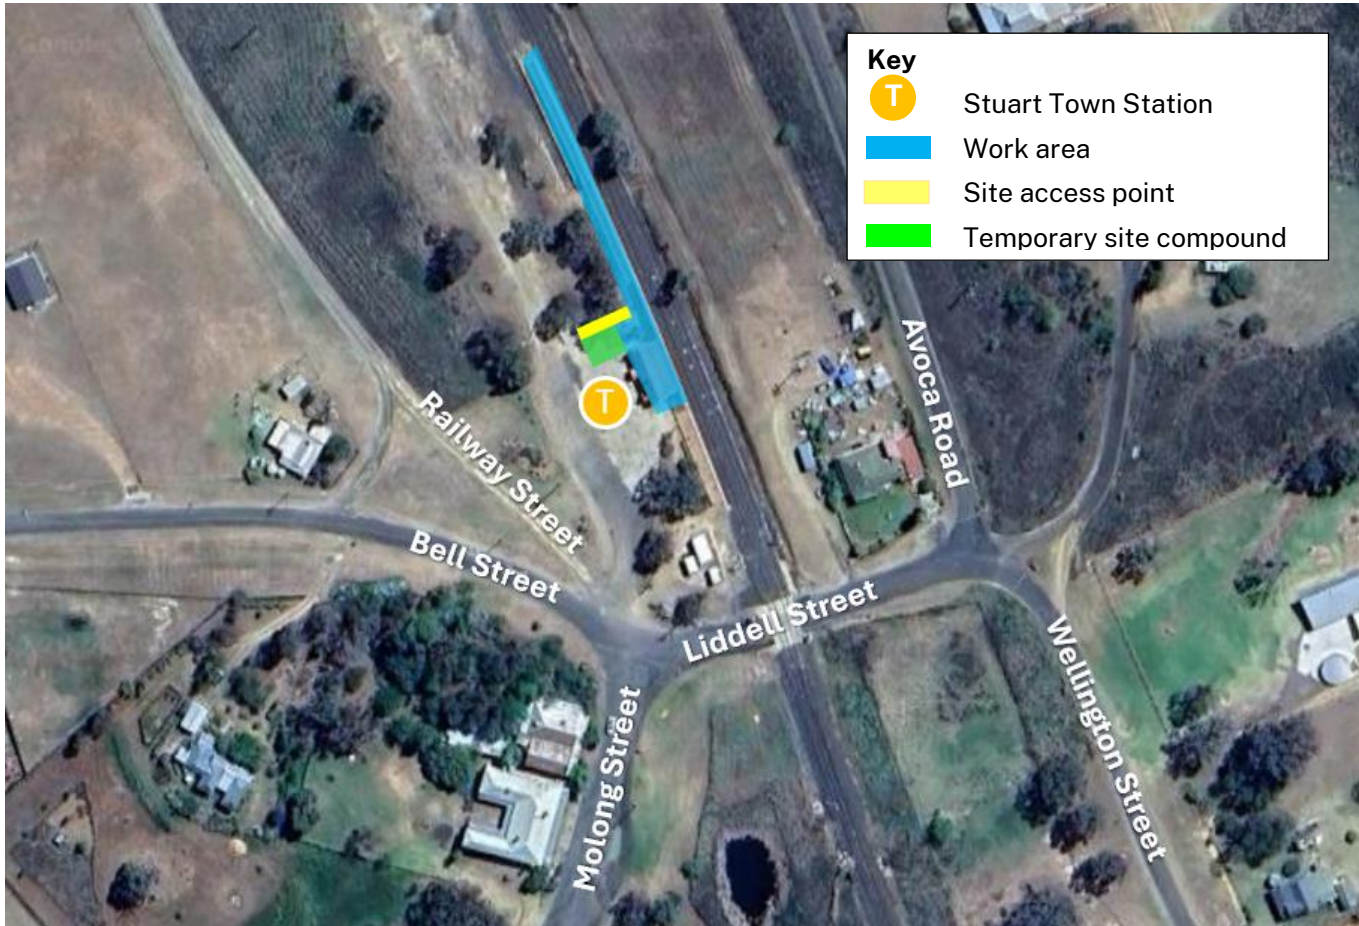 Key
T
Stuart Town Station
Work area
Site access point
Temporary site compound
T
Avoca Road
Railway Street
Bell Street
Liddell Street
Molong Street
Wellington Street